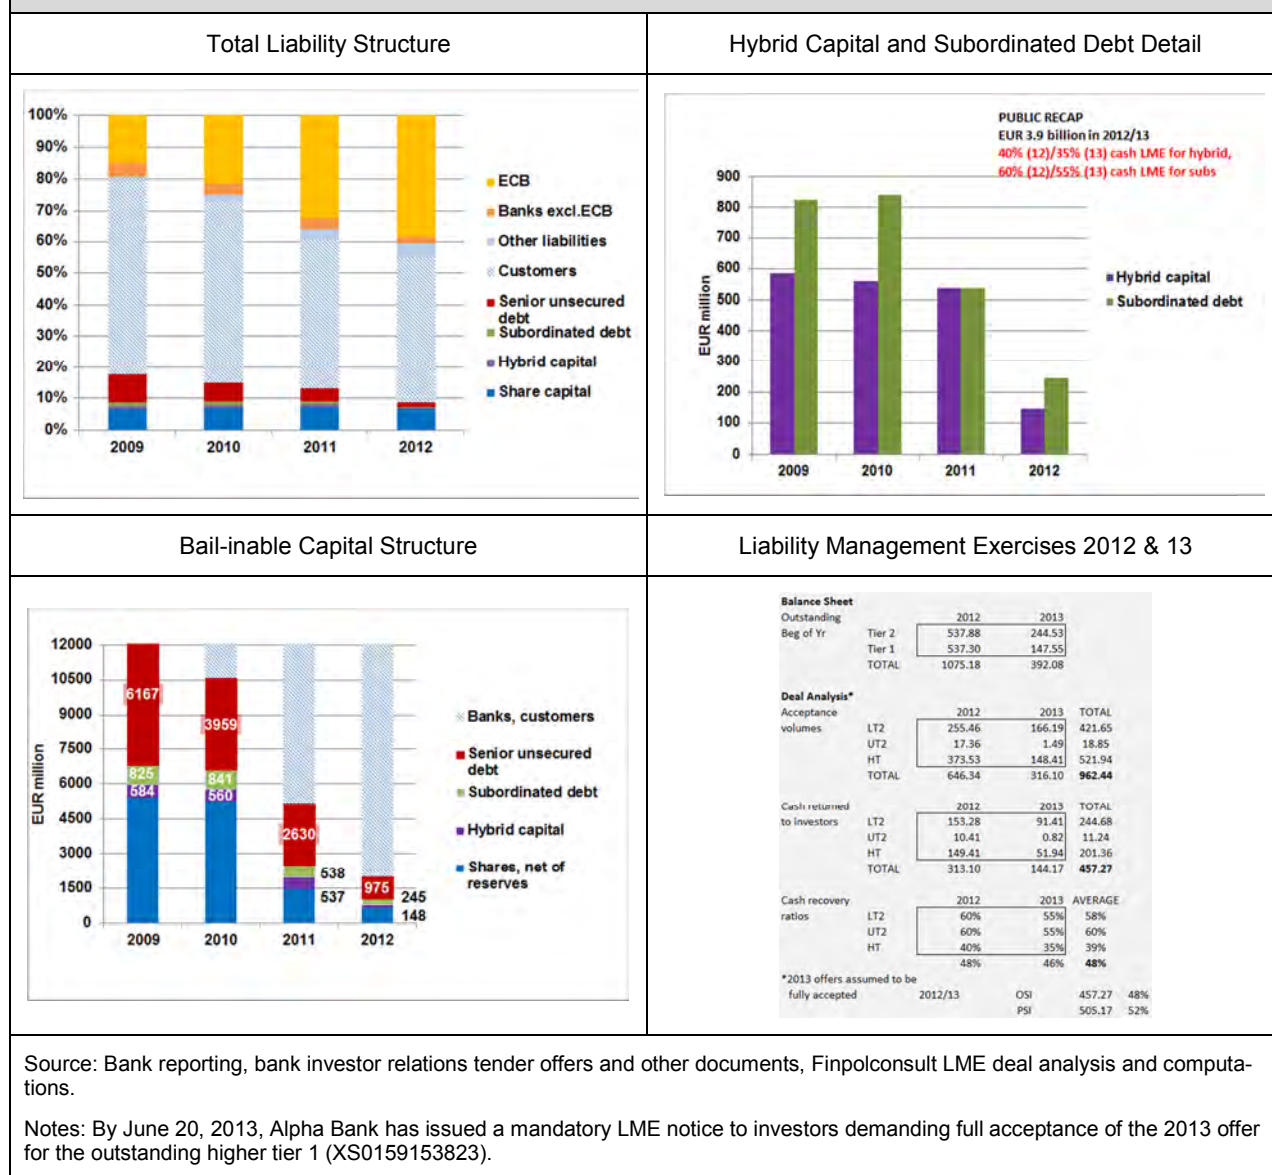 Total Liability Structure
Hybrid Capital and Subordinated Debt Detail
100%
90%
80%
70%
60%
50%
40%
30%
20%
10%
0%
2009 2010 2011 2012
ECB
Banks excl.ECB
Other liabilities
Customers
Senior unsecured
debt
Subordinated debt
Hybrid capital
Share capital
PUBLIC RECAP
EUR 3.9 billion in 2012/13
40% (12)/35% (13) cash LME for hybrid,
60% (12)/55% (13) cash LME for subs
EUR million
900
800
700
600
500
400
300
200
100
0
2009 2010 2011 2012
Hybrid capital
Subordinated debt
Bail-inable Capital Structure
Liability Management Exercises 2012 & 13
EUR million
12000
10500
9000
7500
6000
4500
3000
1500
0
6167
825
584
3959
841
560
2630
538
537
975
245
148
2009 2010 2011 2012
Banks, customers
Senior unsecured
debt
Subordinated debt
Hybrid capital
Shares, net of
reserves
Balance Sheet
Outstanding 2012 2013
Beg of Yr Tier 2 537.88 244.53
Tier 1 537.30 147.55
TOTAL 1075.18 392.08
Deal Analysis*
Acceptance 2012 2013 TOTAL
volumes LT2 255.46 166.19 421.65
UT2 17.36 1.49 18.85
HT 373.53 148.41 521.94
TOTAL 646.34 316.10 962.44
Cash returned 2012 2013 TOTAL
to investors LT2 153.28 91.41 244.68
UT2 10.41 0.82 11.24
HT 149.41 51.94 201.36
TOTAL 313.10 144.17 457.27
Cash recovery 2012 2013 AVERAGE
ratios LT2 60% 55% 58%
UT2 60% 55% 60%
HT 40% 35% 39%
48% 46% 48%
*2013 offers assumed to be
fully accepted 2012/13 OSI 457.27 48%
PSI 505.17 52%
Source: Bank reporting, bank investor relations tender offers and other documents, Finpolconsult LME deal analysis and computa-
tions.
Notes: By June 20, 2013, Alpha Bank has issued a mandatory LME notice to investors demanding full acceptance of the 2013 offer
for the outstanding higher tier 1 (XS0159153823).